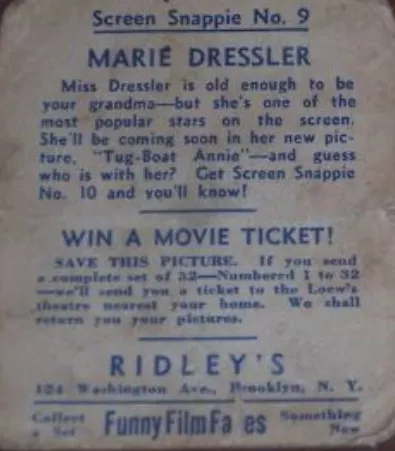 Screen Snappie No. 9
MARIE DRESSLER
Miss Dressler is old enough to be
your grandma—but she's one of the
most popular stars on the screen.
She'll be coming soon in her new pic-
ture, "Tug-Boat Annie"—and guess
who is with her? Get Screen Snappie
No. 10 and you'll know!
WIN A MOVIE TICKET!
SAVE THIS PICTURE. If you send
a complete set of 32—Numbered 1 to 32
—we'll send you a ticket to the Loew's
theatre nearest your home. We shall
return you your pictures.
RIDLEY'S
124 Washington Ave., Brooklyn, N. Y.
Collect
a Set
FunnyFilmFa es
Something
New